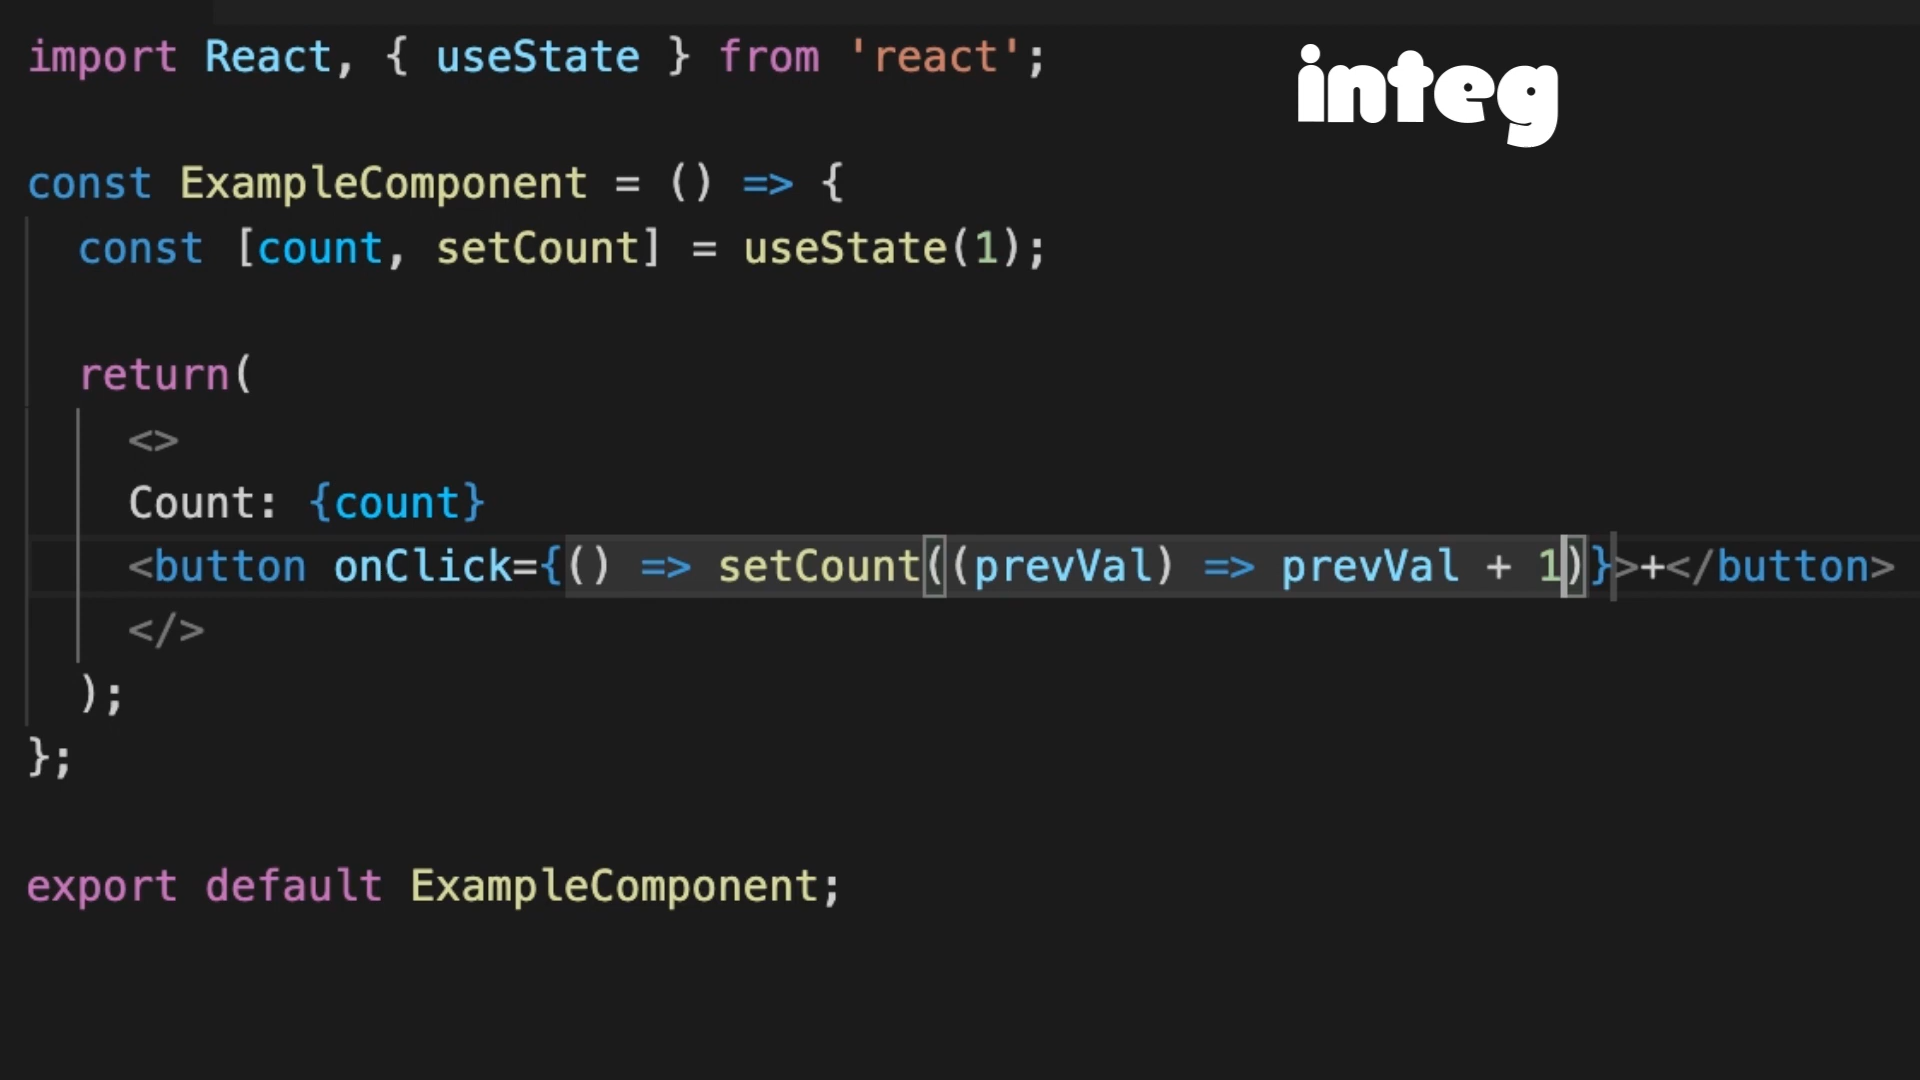 import React, { useState } from 'react';
integ
const ExampleComponent = () => {
const [count, setCount] = useState(1);
return(
<>
Count: {count}
<button onClick={() => setCount((prevVal) => prevVal + 1)}>+</button>
</>
);
};
export default ExampleComponent;